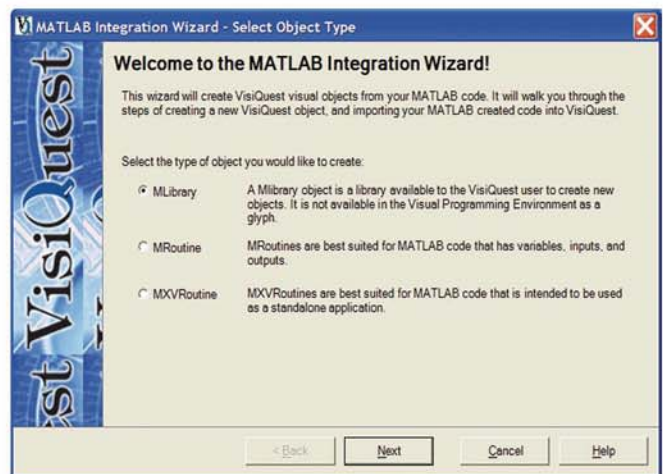 MATLAB Integration Wizard - Select Object Type
Welcome to the MATLAB Integration Wizard!
This wizard will create VisiQuest visual objects from your MATLAB code. It will walk you through the
steps of creating a new VisiQuest object, and importing your MATLAB created code into VisiQuest.
Select the type of object you would like to create:
MLibrary
A Mlibrary object is a library available to the VisiQuest user to create new
objects. It is not available in the Visual Programming Environment as a
glyph.
MRoutine
MRoutines are best suited for MATLAB code that has variables, inputs, and
outputs.
MXVRoutine
MXVRoutines are best suited for MATLAB code that is intended to be used
as a standalone application.
st VisiQuest
< Back
Next
Cancel
Help